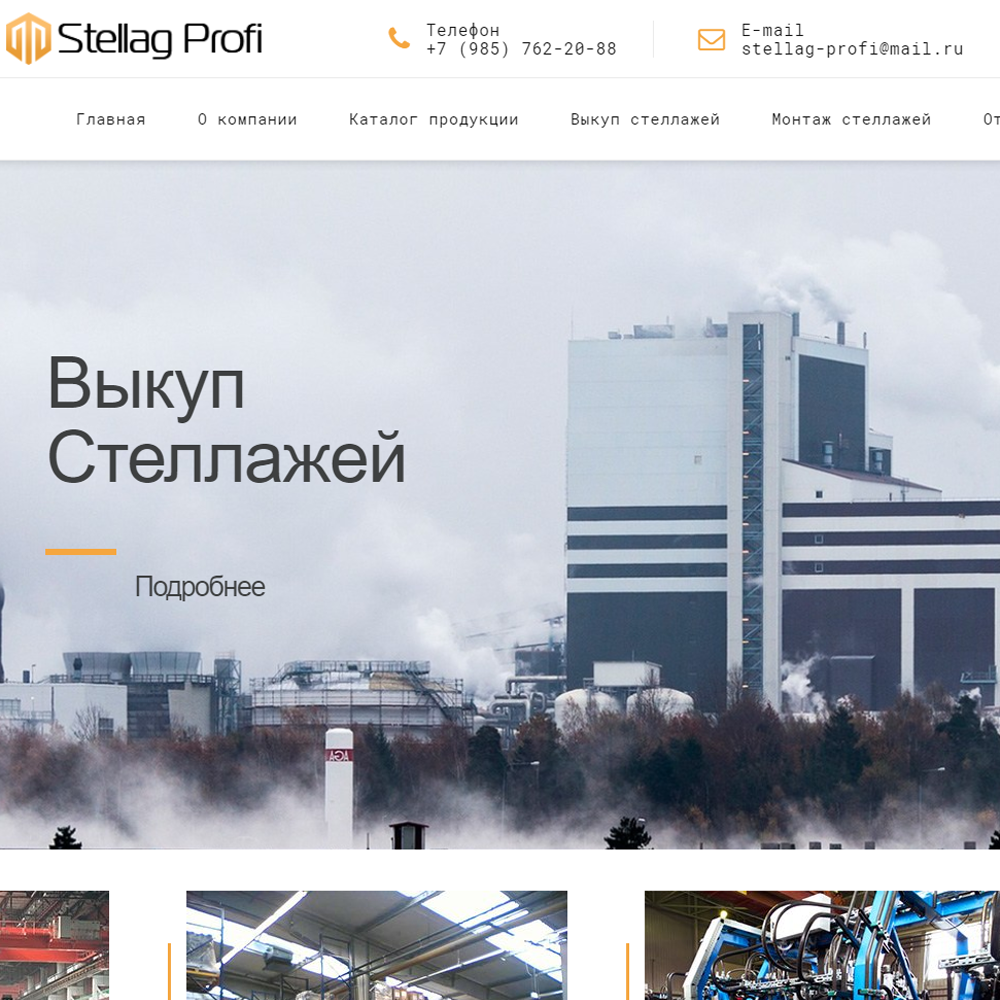 Stellag Profi
Телефон
+7 (985) 762-20-88
E-mail
stellag-profi@mail.ru
Главная
О компании
Каталог продукции
Выкуп стеллажей
Монтаж стеллажей
Выкуп
Стеллажей
Подробнее
AGA